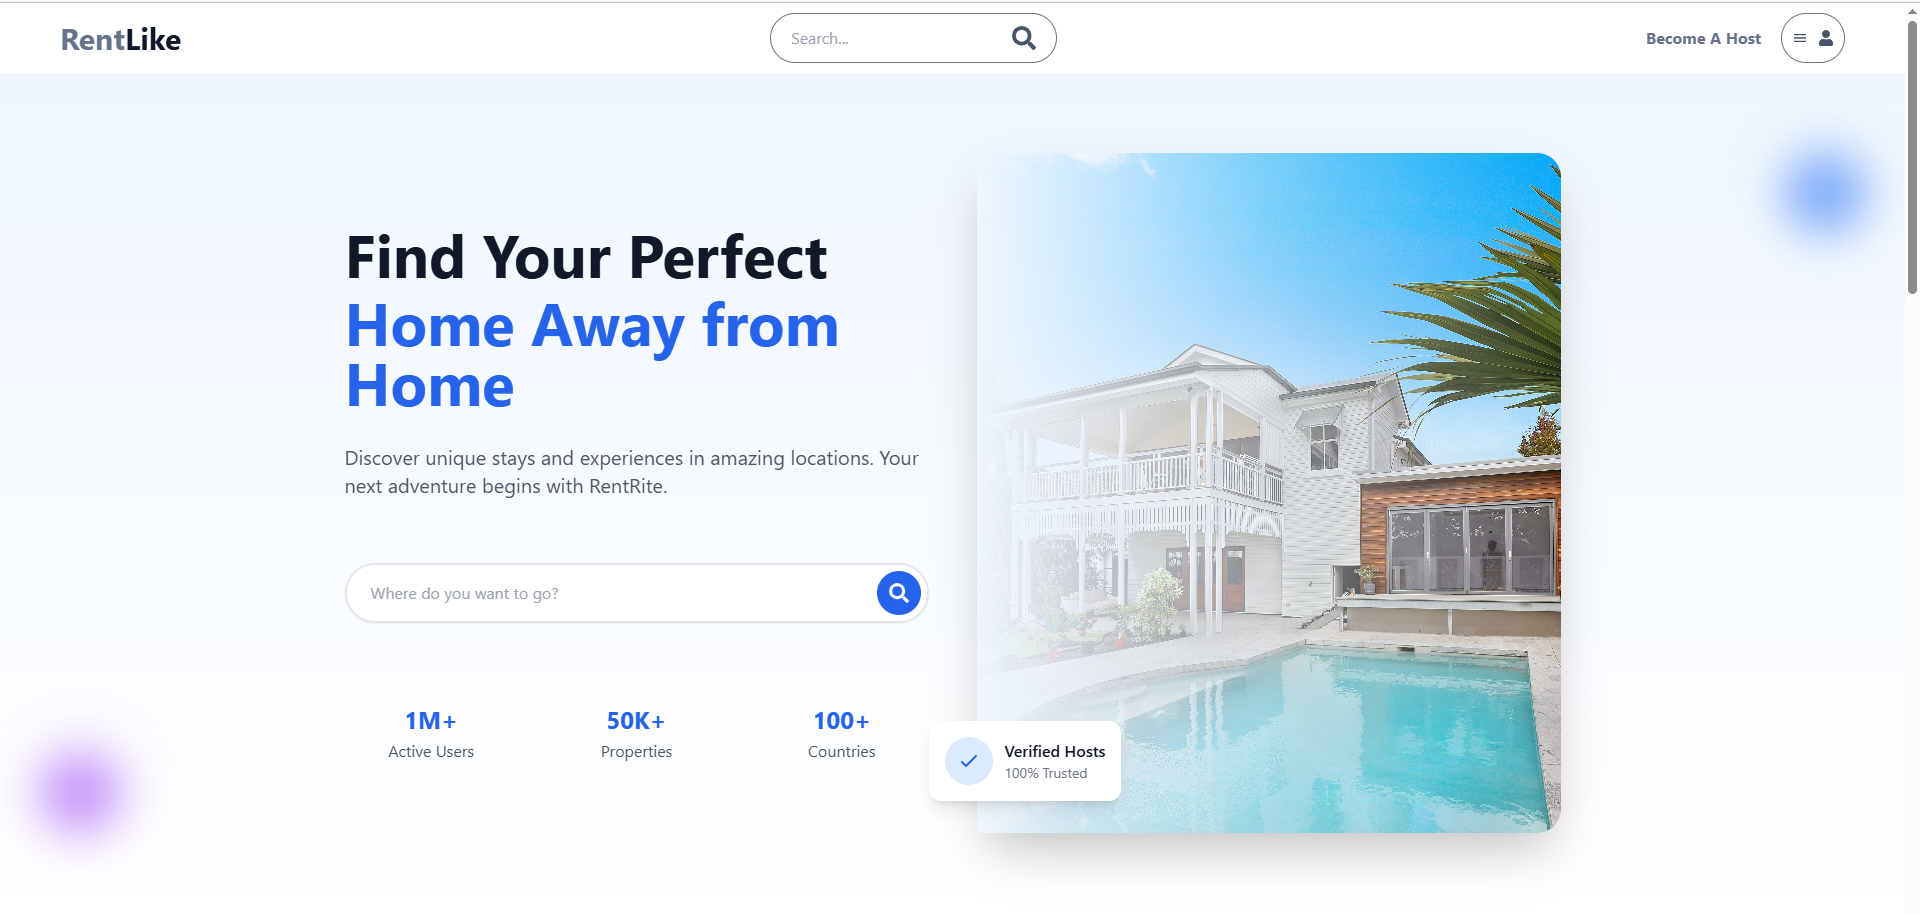 RentLike
Search...
Become A Host
Find Your Perfect
Home Away from
Home
Discover unique stays and experiences in amazing locations. Your
next adventure begins with RentRite.
Where do you want to go?
1M+
Active Users
50K+
Properties
100+
Countries
Verified Hosts
100% Trusted